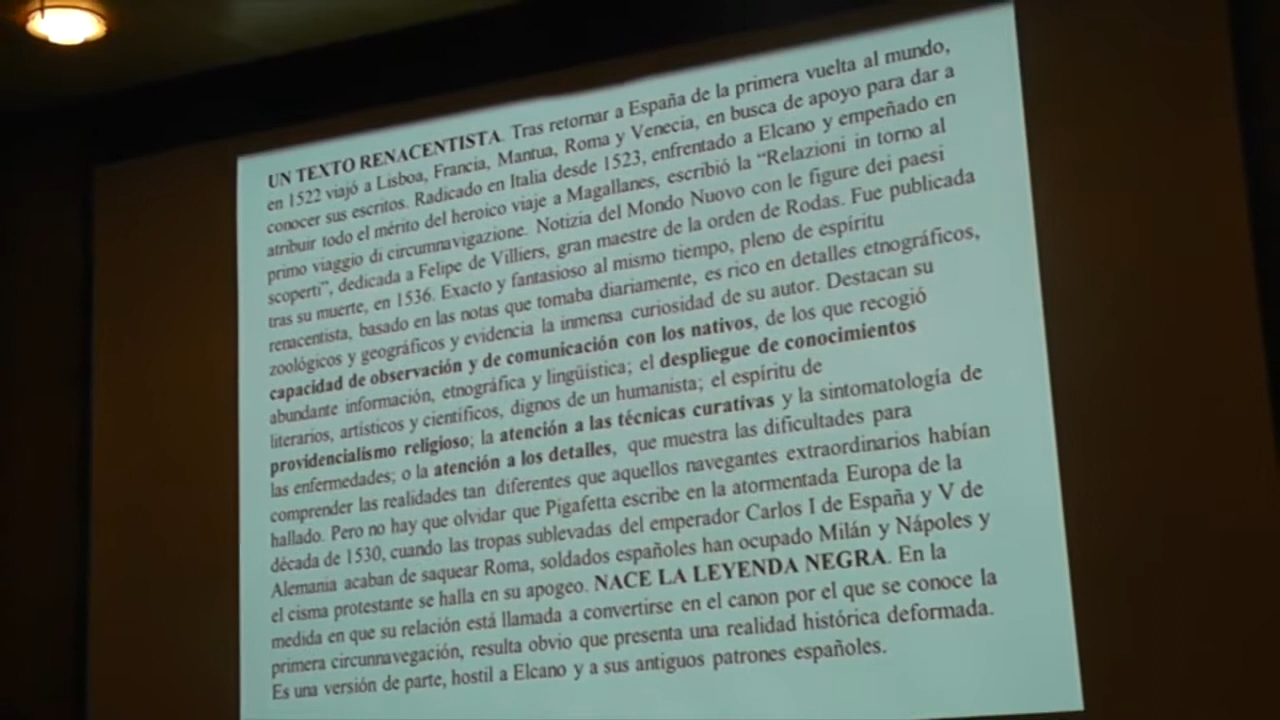 UN TEXTO RENACENTISTA. Tras retornar a España de la primera vuelta al mundo,
en 1522 viajó a Lisboa, Francia, Mantua, Roma y Venecia, en busca de apoyo para dar a
conocer sus escritos. Radicado en Italia desde 1523, enfrentado a Elcano y empeñado en
atribuir todo el mérito del heroico viaje a Magallanes, escribió la “Relazioni in torno al
primo viaggio di circumnavigazione. Notizia del Mondo Nuovo con le figure dei paesi
scoperti”, dedicada a Felipe de Villiers, gran maestre de la orden de Rodas. Fue publicada
tras su muerte, en 1536. Exacto y fantasioso al mismo tiempo, pleno de espíritu
renacentista, basado en las notas que tomaba diariamente, es rico en detalles etnográficos,
zoológicos y geográficos y evidencia la inmensa curiosidad de su autor. Destacan su
capacidad de observación y de comunicación con los nativos, de los que recogió
abundante información, etnográfica y lingüística; el despliegue de conocimientos
literarios, artísticos y científicos, dignos de un humanista; el espíritu de
providencialismo religioso; la atención a las técnicas curativas y la sintomatología de
las enfermedades; o la atención a los detalles, que muestra las dificultades para
comprender las realidades tan diferentes que aquellos navegantes extraordinarios habían
hallado. Pero no hay que olvidar que Pigafetta escribe en la atormentada Europa de la
década de 1530, cuando las tropas sublevadas del emperador Carlos I de España y V de
Alemania acaban de saquear Roma, soldados españoles han ocupado Milán y Nápoles y
el cisma protestante se halla en su apogeo. NACE LA LEYENDA NEGRA. En la
medida en que su relación está llamada a convertirse en el canon por el que se conoce la
primera circunnavegación, resulta obvio que presenta una realidad histórica deformada.
Es una versión de parte, hostil a Elcano y a sus antiguos patrones españoles.